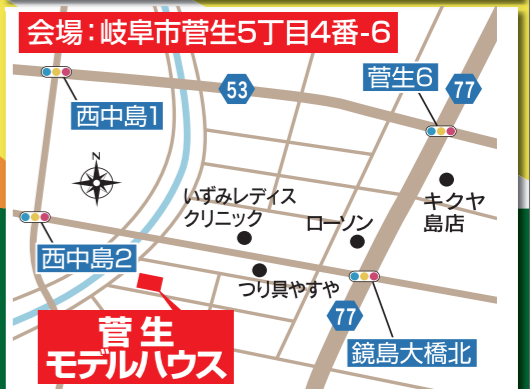 会場：岐阜市菅生5丁目4番-6
53
菅生6
77
西中島1
N
いずみレディス
クリニック
ローソン
キクヤ
島店
西中島2
つり具やすや
77
鏡島大橋北
菅生
モデルハウス